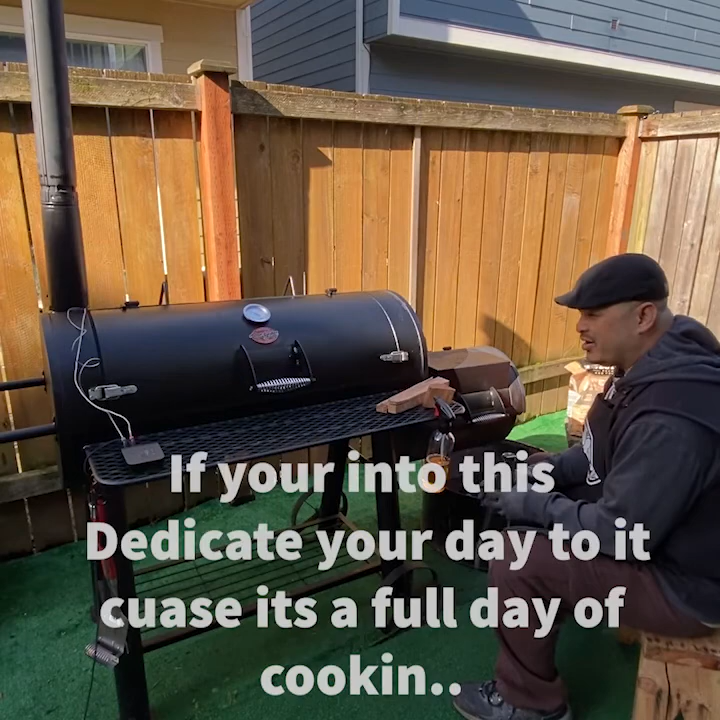 If your into this
Dedicate your day to it
cuase its a full day of
cookin..